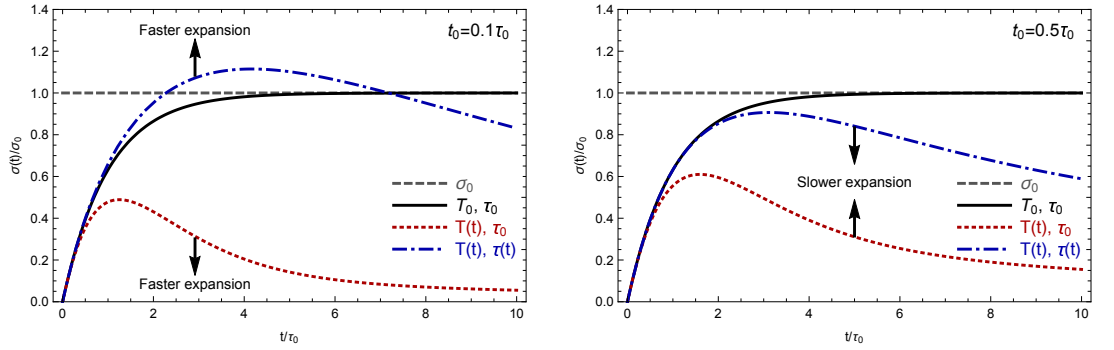 Faster expansion
t₀=0.1τ₀
σ₀
T₀, τ₀
T(t), τ₀
T(t), τ(t)
Faster expansion
σ(t)/σ₀
0.0
0.2
0.4
0.6
0.8
1.0
1.2
1.4
0
2
4
6
8
10
t/τ₀
t₀=0.5τ₀
Slower expansion
σ₀
T₀, τ₀
T(t), τ₀
T(t), τ(t)
σ(t)/σ₀
0.0
0.2
0.4
0.6
0.8
1.0
1.2
1.4
0
2
4
6
8
10
t/τ₀